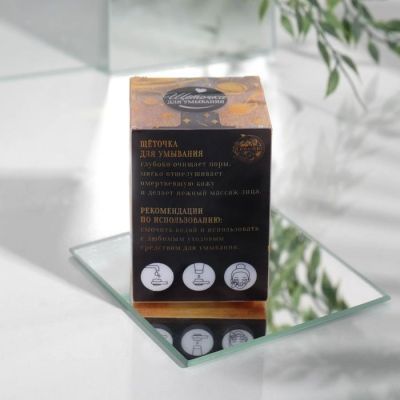 Щёточка
ДЛЯ УМЫВАНИЯ
ЩЁТОЧКА
ДЛЯ УМЫВАНИЯ
глубоко очищает поры,
мягко отшелушивает
омертвевшую кожу
и делает нежный массаж лица.
РЕКОМЕНДАЦИИ
ПО ИСПОЛЬЗОВАНИЮ:
смочить водой и использовать
с любимым уходовым
средством для умывания.